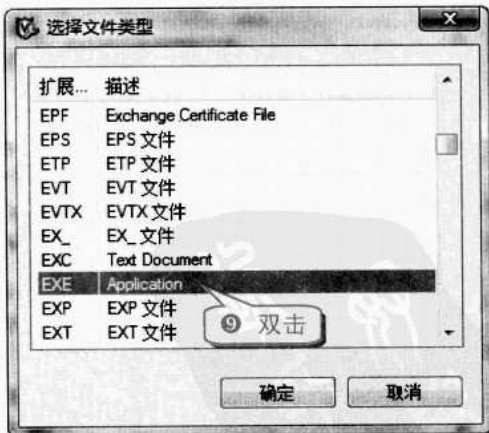 选择文件类型
扩展... 描述
EPF Exchange Certificate File
EPS EPS 文件
ETP ETP 文件
EVT EVT 文件
EVTX EVTX 文件
EX_ EX_ 文件
EXC Text Document
EXE Application
EXP EXP 文件
EXT EXT 文件
❾ 双击
确定 取消